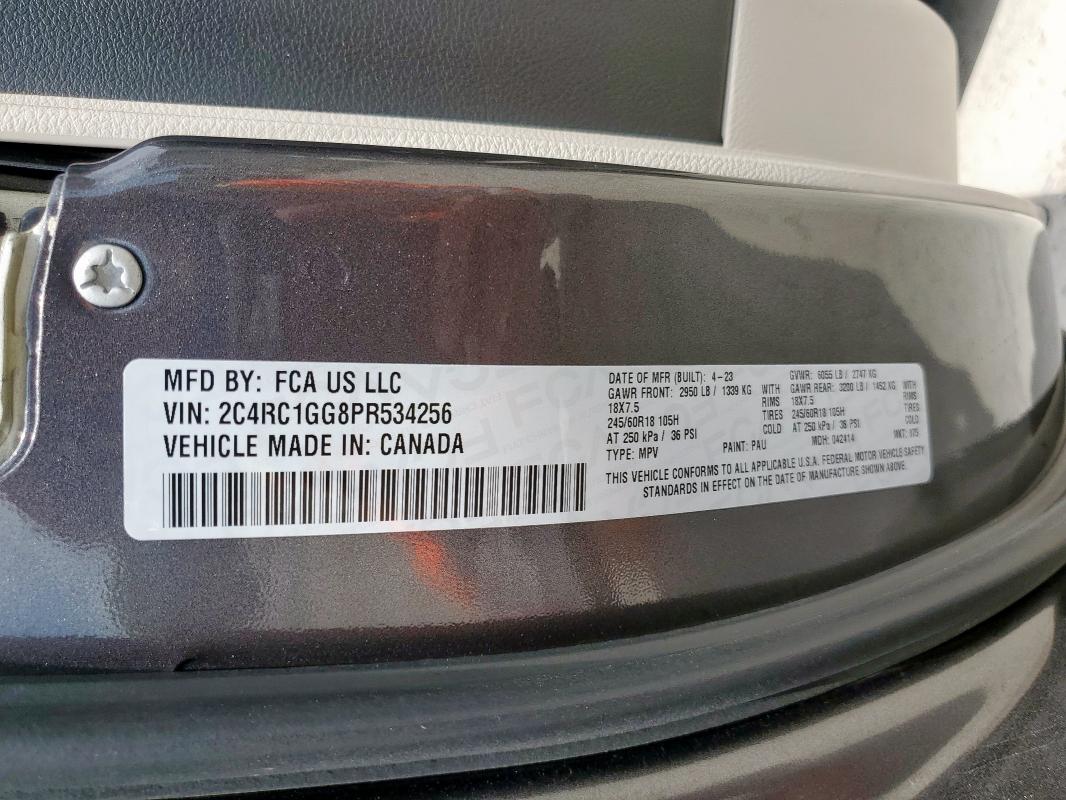 MFD BY: FCA US LLC
VIN: 2C4RC1GG8PR534256
VEHICLE MADE IN: CANADA
DATE OF MFR (BUILT): 4-23 GVWR: 6055 LB / 2747 KG
GAWR FRONT: 2950 LB / 1339 KG WITH GAWR REAR: 3200 LB / 1452 KG WITH
18X7.5 RIMS 18X7.5 RIMS
245/60R18 105H TIRES 245/60R18 105H TIRES
AT 250 kPa / 36 PSI COLD AT 250 kPa / 36 PSI COLD
TYPE: MPV PAINT: PAU MDH: 042414 MKT:
THIS VEHICLE CONFORMS TO ALL APPLICABLE U.S.A. FEDERAL MOTOR VEHICLE SAFETY
STANDARDS IN EFFECT ON THE DATE OF MANUFACTURE SHOWN ABOVE.